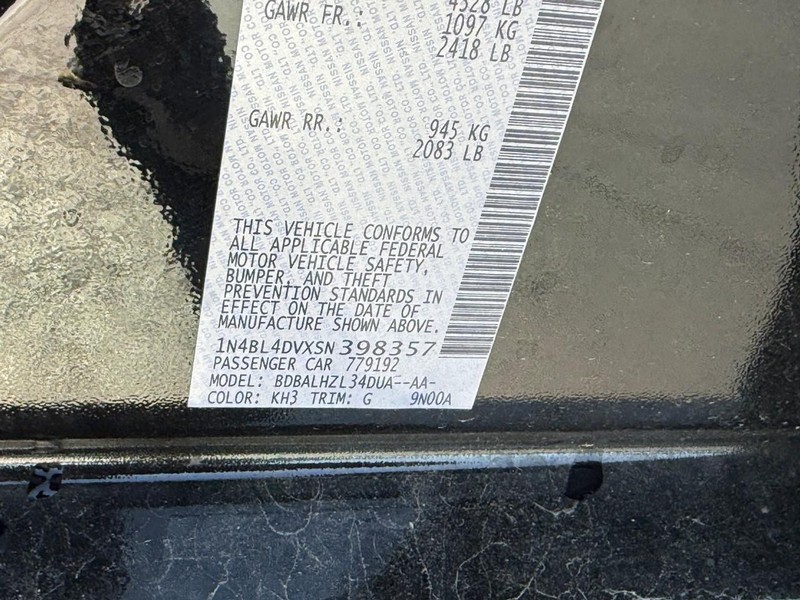 4528 LB
GAWR FR.: 1097 KG
2418 LB
GAWR RR.: 945 KG
2083 LB
THIS VEHICLE CONFORMS TO
ALL APPLICABLE FEDERAL
MOTOR VEHICLE SAFETY,
BUMPER, AND THEFT
PREVENTION STANDARDS IN
EFFECT ON THE DATE OF
MANUFACTURE SHOWN ABOVE.
1N4BL4DVXSN398357
PASSENGER CAR 779192
MODEL: BDBALHZL34DUA--AA-
COLOR: KH3 TRIM: G 9N00A